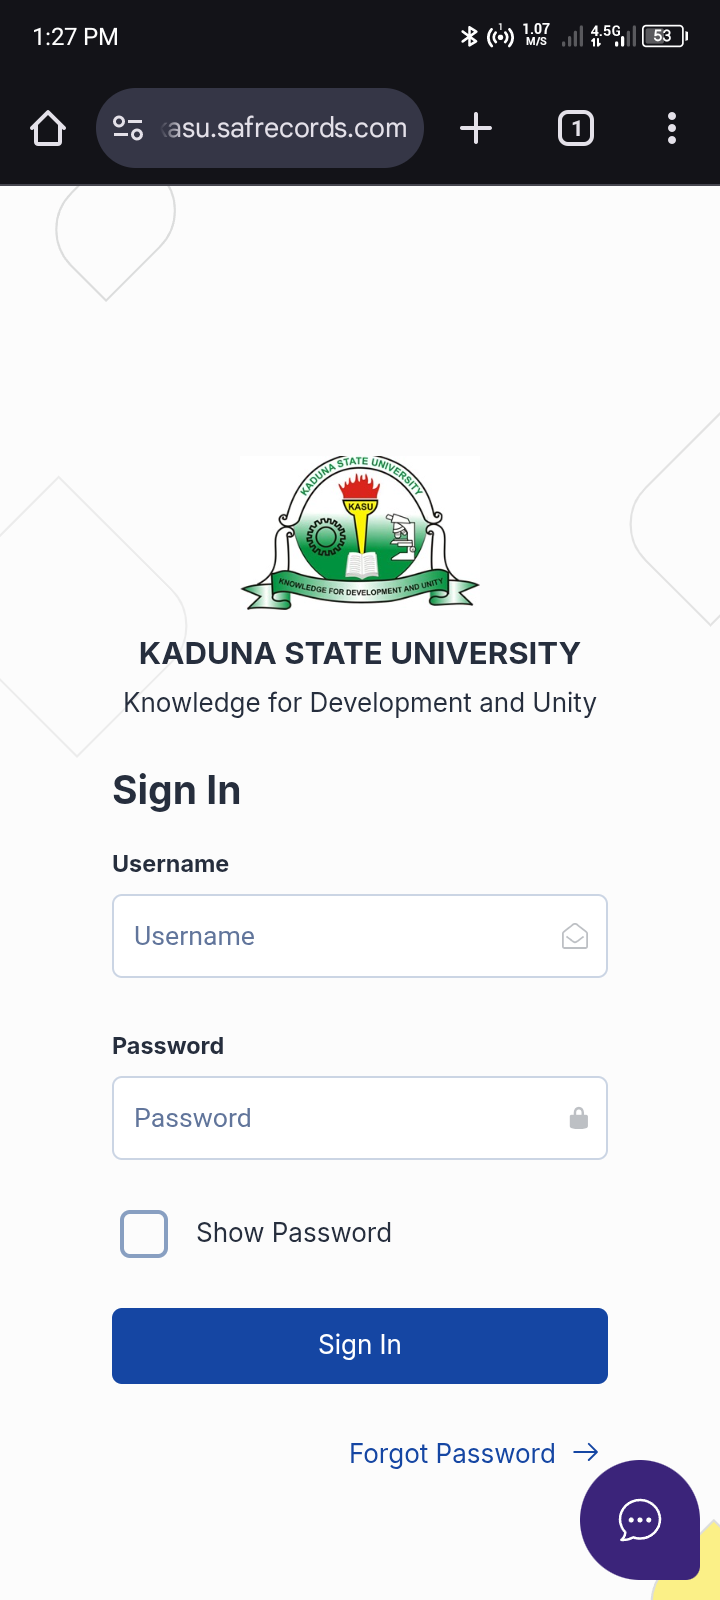 1:27 PM
1.07 M/S
4.5G
53
kasu.safrecords.com
1
KADUNA STATE UNIVERSITY
KASU
KNOWLEDGE FOR DEVELOPMENT AND UNITY
KADUNA STATE UNIVERSITY
Knowledge for Development and Unity
Sign In
Username
Username
Password
Password
Show Password
Sign In
Forgot Password